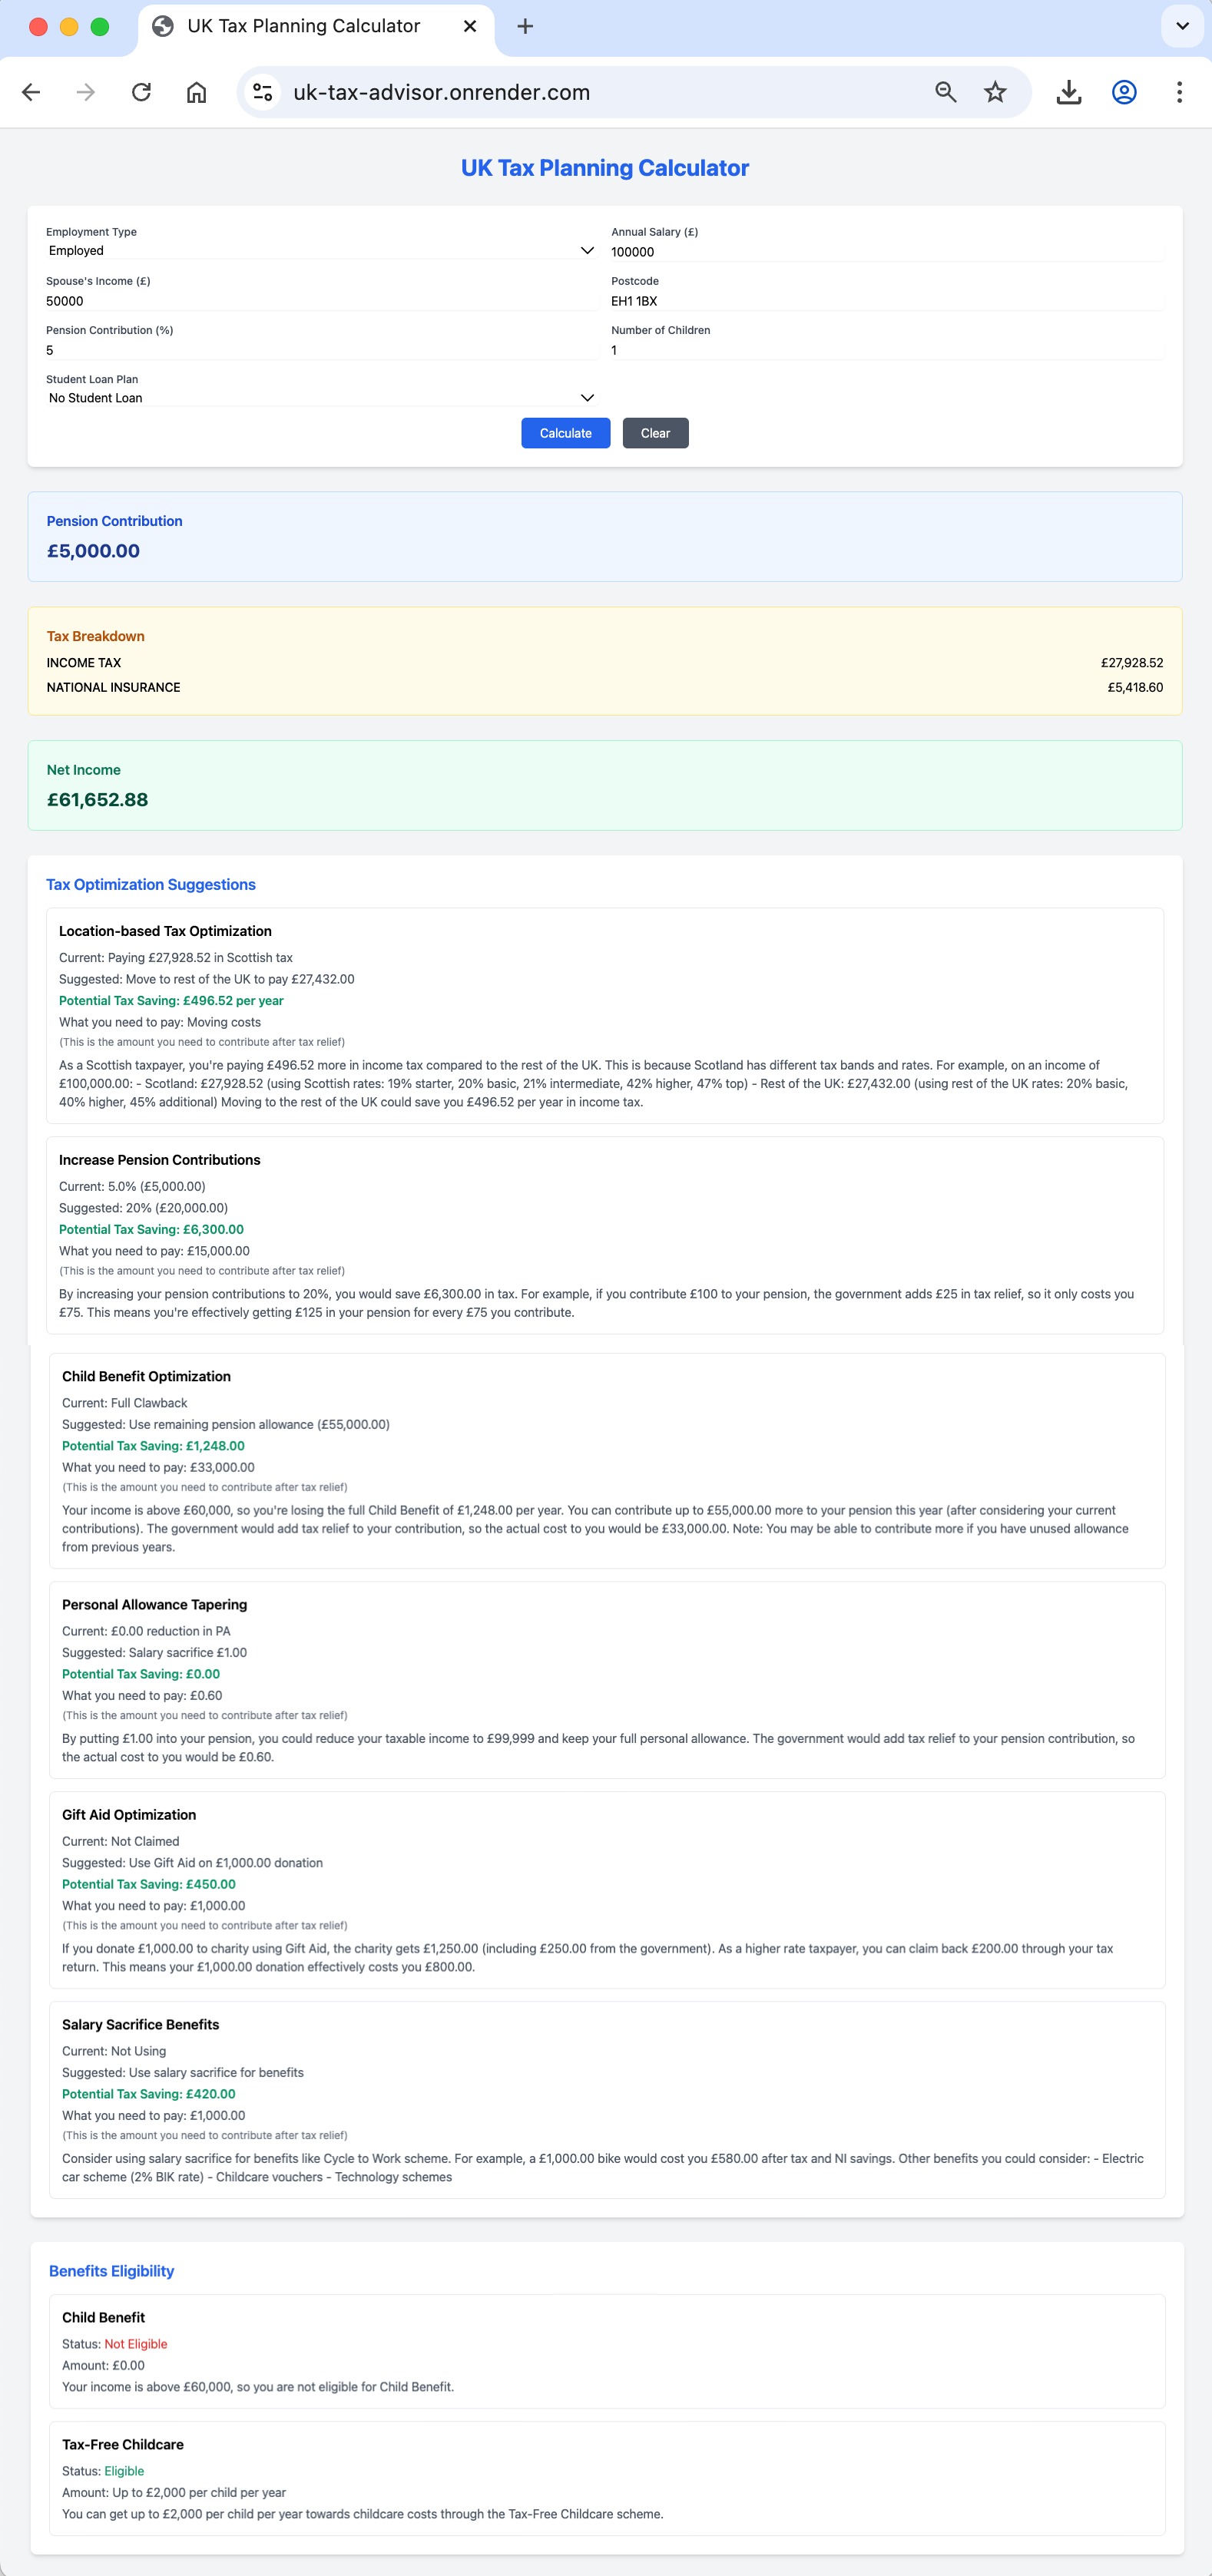 UK Tax Planning Calculator
uk-tax-advisor.onrender.com
UK Tax Planning Calculator
Employment Type
Employed
Annual Salary (£)
100000
Spouse's Income (£)
50000
Postcode
EH1 1BX
Pension Contribution (%)
5
Number of Children
1
Student Loan Plan
No Student Loan
Calculate
Clear
Pension Contribution
£5,000.00
Tax Breakdown
INCOME TAX £27,928.52
NATIONAL INSURANCE £5,418.60
Net Income
£61,652.88
Tax Optimization Suggestions
Location-based Tax Optimization
Current: Paying £27,928.52 in Scottish tax
Suggested: Move to rest of the UK to pay £27,432.00
Potential Tax Saving: £496.52 per year
What you need to pay: Moving costs
(This is the amount you need to contribute after tax relief)
As a Scottish taxpayer, you're paying £496.52 more in income tax compared to the rest of the UK. This is because Scotland has different tax bands and rates. For example, on an income of
£100,000.00: - Scotland: £27,928.52 (using Scottish rates: 19% starter, 20% basic, 21% intermediate, 42% higher, 47% top) - Rest of the UK: £27,432.00 (using rest of the UK rates: 20% basic,
40% higher, 45% additional) Moving to the rest of the UK could save you £496.52 per year in income tax.
Increase Pension Contributions
Current: 5.0% (£5,000.00)
Suggested: 20% (£20,000.00)
Potential Tax Saving: £6,300.00
What you need to pay: £15,000.00
(This is the amount you need to contribute after tax relief)
By increasing your pension contributions to 20%, you would save £6,300.00 in tax. For example, if you contribute £100 to your pension, the government adds £25 in tax relief, so it only costs you
£75. This means you're effectively getting £125 in your pension for every £75 you contribute.
Child Benefit Optimization
Current: Full Clawback
Suggested: Use remaining pension allowance (£55,000.00)
Potential Tax Saving: £1,248.00
What you need to pay: £33,000.00
(This is the amount you need to contribute after tax relief)
Your income is above £60,000, so you're losing the full Child Benefit of £1,248.00 per year. You can contribute up to £55,000.00 more to your pension this year (after considering your current
contributions). The government would add tax relief to your contribution, so the actual cost to you would be £33,000.00. Note: You may be able to contribute more if you have unused allowance
from previous years.
Personal Allowance Tapering
Current: £0.00 reduction in PA
Suggested: Salary sacrifice £1.00
Potential Tax Saving: £0.00
What you need to pay: £0.60
(This is the amount you need to contribute after tax relief)
By putting £1.00 into your pension, you could reduce your taxable income to £99,999 and keep your full personal allowance. The government would add tax relief to your pension contribution, so
the actual cost to you would be £0.60.
Gift Aid Optimization
Current: Not Claimed
Suggested: Use Gift Aid on £1,000.00 donation
Potential Tax Saving: £450.00
What you need to pay: £1,000.00
(This is the amount you need to contribute after tax relief)
If you donate £1,000.00 to charity using Gift Aid, the charity gets £1,250.00 (including £250.00 from the government). As a higher rate taxpayer, you can claim back £200.00 through your tax
return. This means your £1,000.00 donation effectively costs you £800.00.
Salary Sacrifice Benefits
Current: Not Using
Suggested: Use salary sacrifice for benefits
Potential Tax Saving: £420.00
What you need to pay: £1,000.00
(This is the amount you need to contribute after tax relief)
Consider using salary sacrifice for benefits like Cycle to Work scheme. For example, a £1,000.00 bike would cost you £580.00 after tax and NI savings. Other benefits you could consider: - Electric
car scheme (2% BIK rate) - Childcare vouchers - Technology schemes
Benefits Eligibility
Child Benefit
Status: Not Eligible
Amount: £0.00
Your income is above £60,000, so you are not eligible for Child Benefit.
Tax-Free Childcare
Status: Eligible
Amount: Up to £2,000 per child per year
You can get up to £2,000 per child per year towards childcare costs through the Tax-Free Childcare scheme.